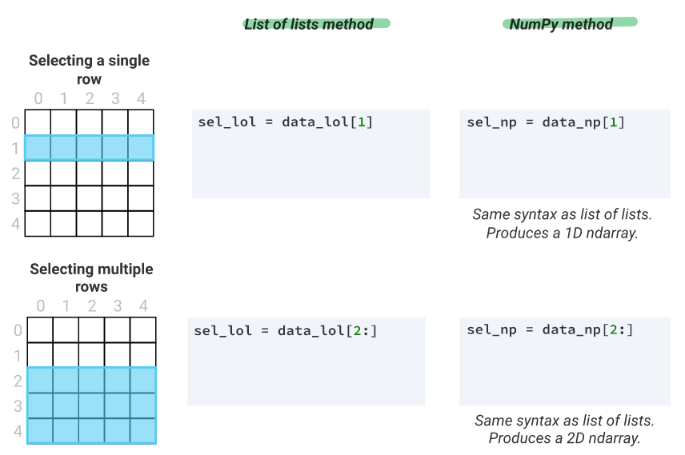 List of lists method
NumPy method
Selecting a single
row
0 1 2 3 4
0
1
2
3
4
sel_lol = data_lol[1]
sel_np = data_np[1]
Same syntax as list of lists.
Produces a 1D ndarray.
Selecting multiple
rows
0 1 2 3 4
0
1
2
3
4
sel_lol = data_lol[2:]
sel_np = data_np[2:]
Same syntax as list of lists.
Produces a 2D ndarray.